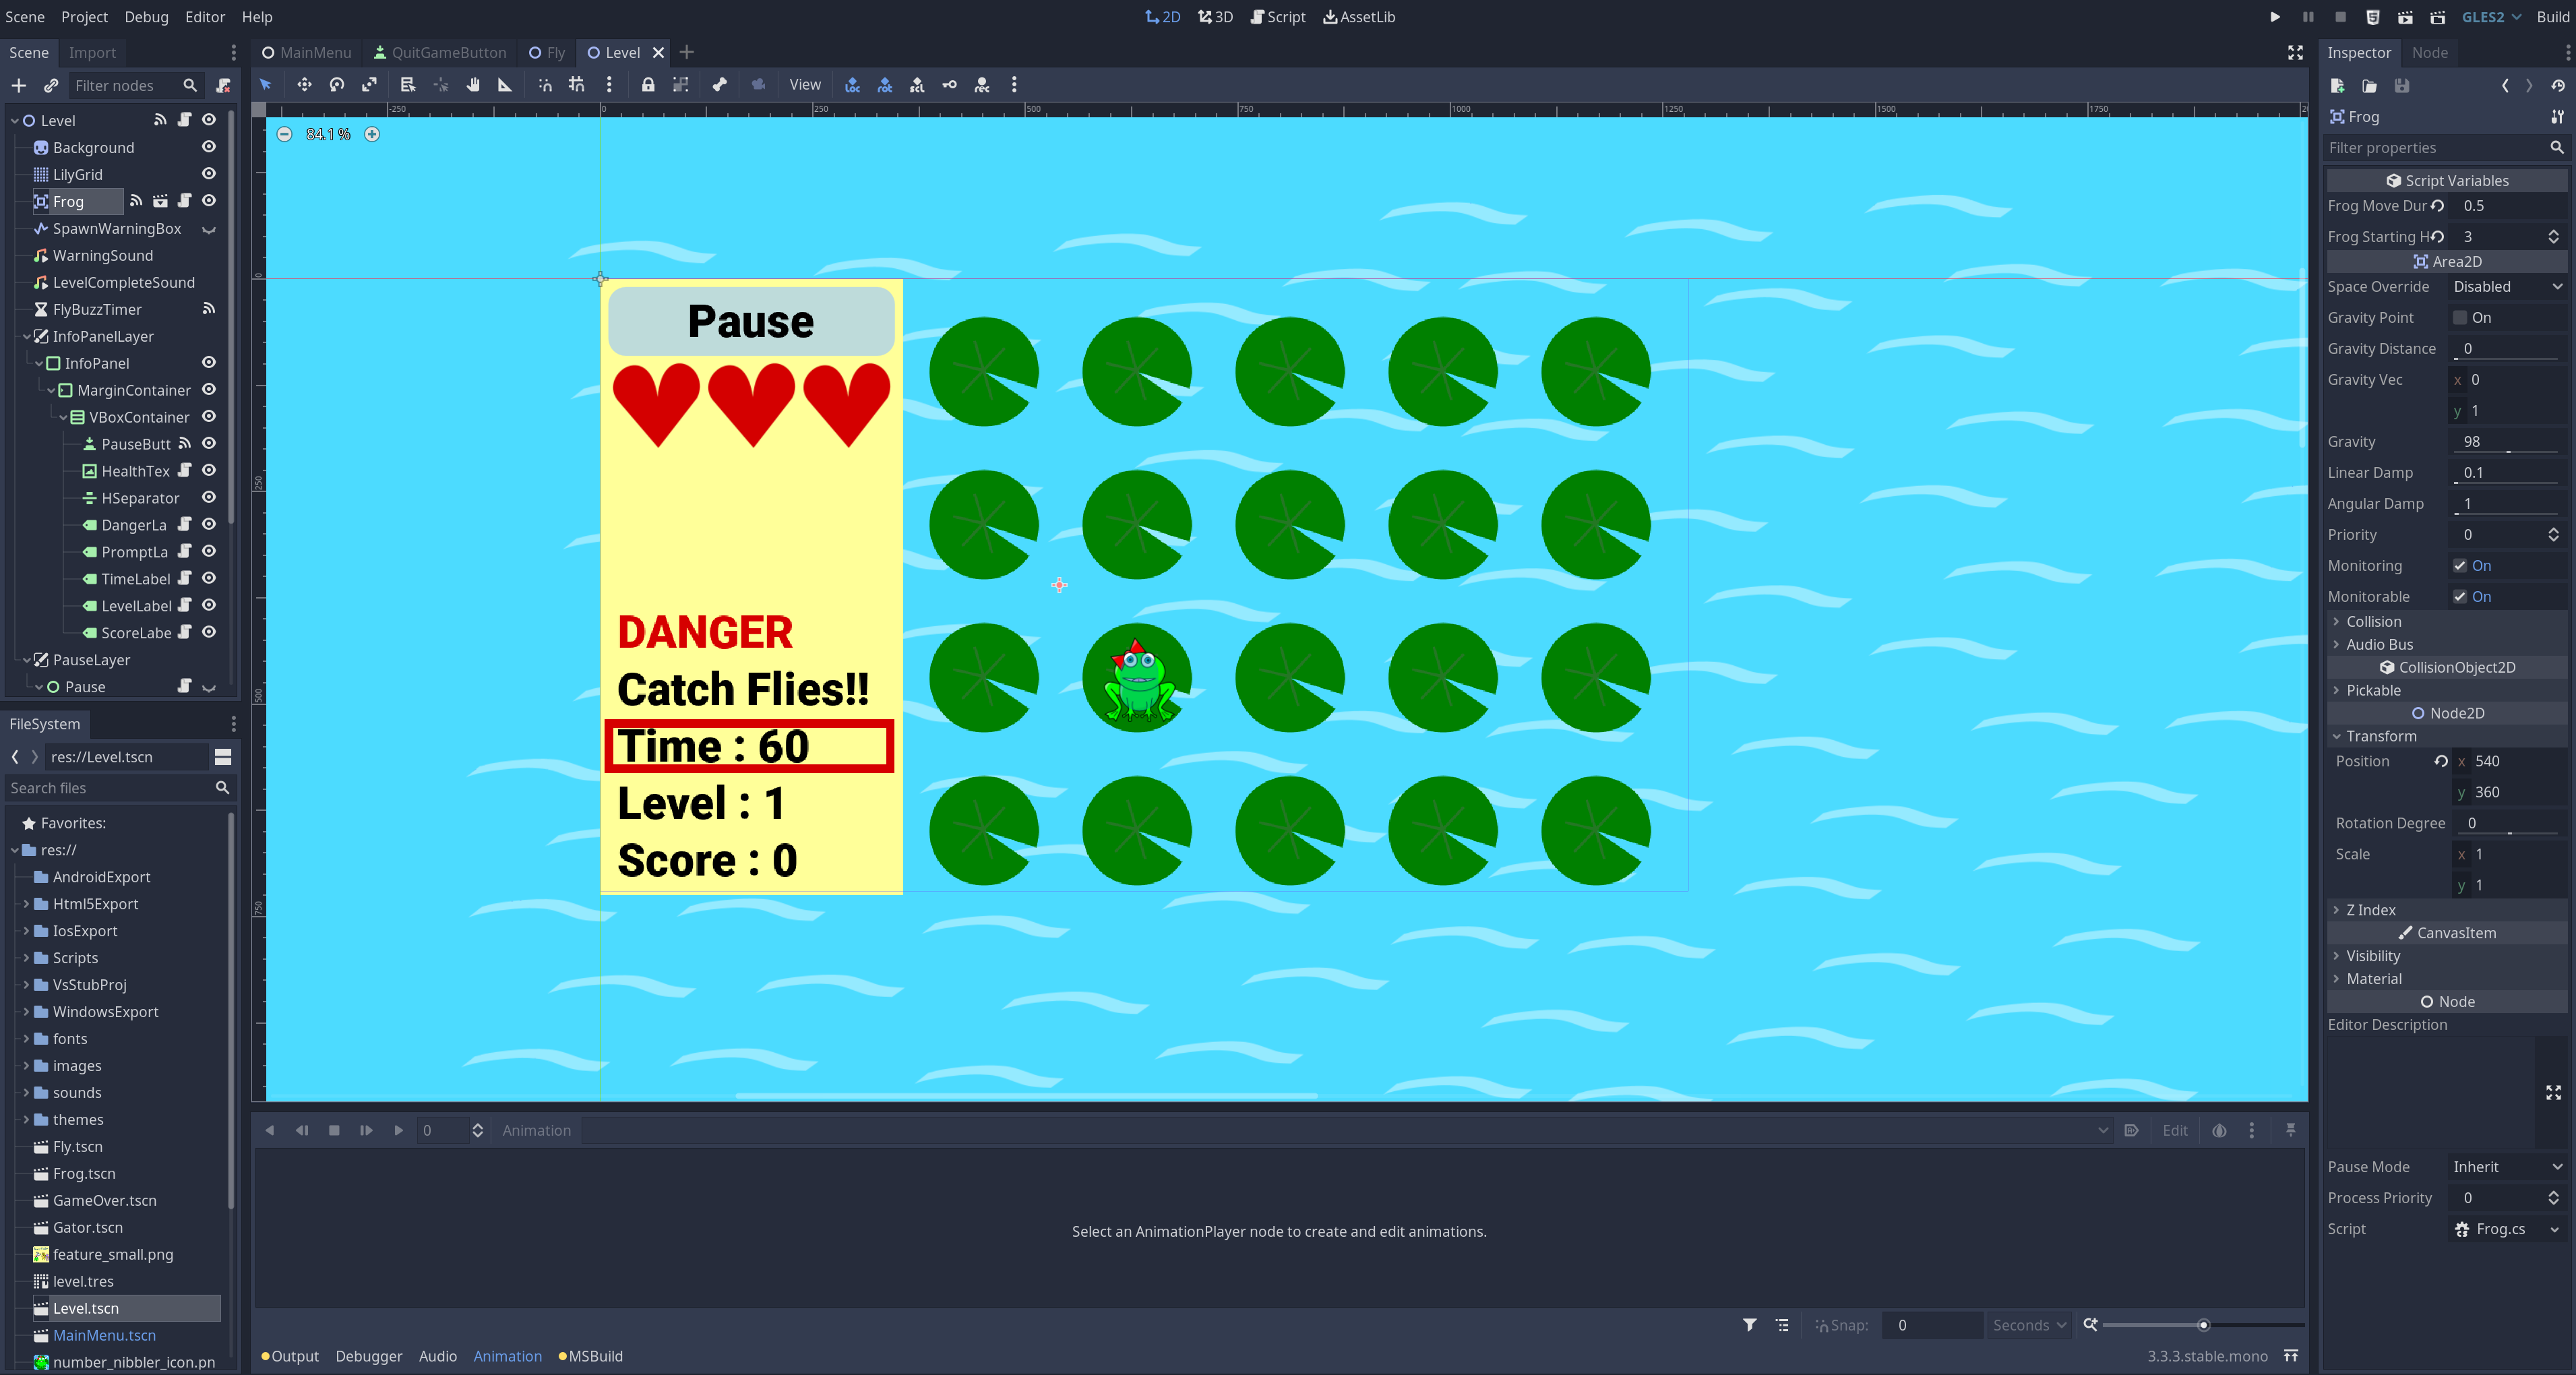 Scene Project Debug Editor Help
2D 3D Script AssetLib
GLES2 Build
Scene Import
MainMenu QuitGameButton Fly Level
Inspector Node
Filter nodes
View
Level
Background
LilyGrid
Frog
SpawnWarningBox
WarningSound
LevelCompleteSound
FlyBuzzTimer
InfoPanelLayer
InfoPanel
MarginContainer
VBoxContainer
PauseButt
HealthTex
HSeparator
DangerLa
PromptLa
TimeLabel
LevelLabel
ScoreLabe
PauseLayer
Pause
FileSystem
res://Level.tscn
Search files
Favorites:
res://
AndroidExport
Html5Export
IosExport
Scripts
VsStubProj
WindowsExport
fonts
images
sounds
themes
Fly.tscn
Frog.tscn
GameOver.tscn
Gator.tscn
feature_small.png
level.tres
Level.tscn
MainMenu.tscn
number_nibbler_icon.pn
-250 0 250 500 750 1000 1250 1500 1750
84.1 %
0
250
500
750
Pause
DANGER
Catch Flies!!
Time : 60
Level : 1
Score : 0
0 Animation
Edit
Select an AnimationPlayer node to create and edit animations.
Snap: 0 Seconds
Output Debugger Audio Animation MSBuild
3.3.3.stable.mono
Frog
Filter properties
Script Variables
Frog Move Dur 0.5
Frog Starting H 3
Area2D
Space Override Disabled
Gravity Point On
Gravity Distance 0
Gravity Vec x 0
y 1
Gravity 98
Linear Damp 0.1
Angular Damp 1
Priority 0
Monitoring On
Monitorable On
Collision
Audio Bus
CollisionObject2D
Pickable
Node2D
Transform
Position x 540
y 360
Rotation Degree 0
Scale x 1
y 1
Z Index
CanvasItem
Visibility
Material
Node
Editor Description
Pause Mode Inherit
Process Priority 0
Script Frog.cs